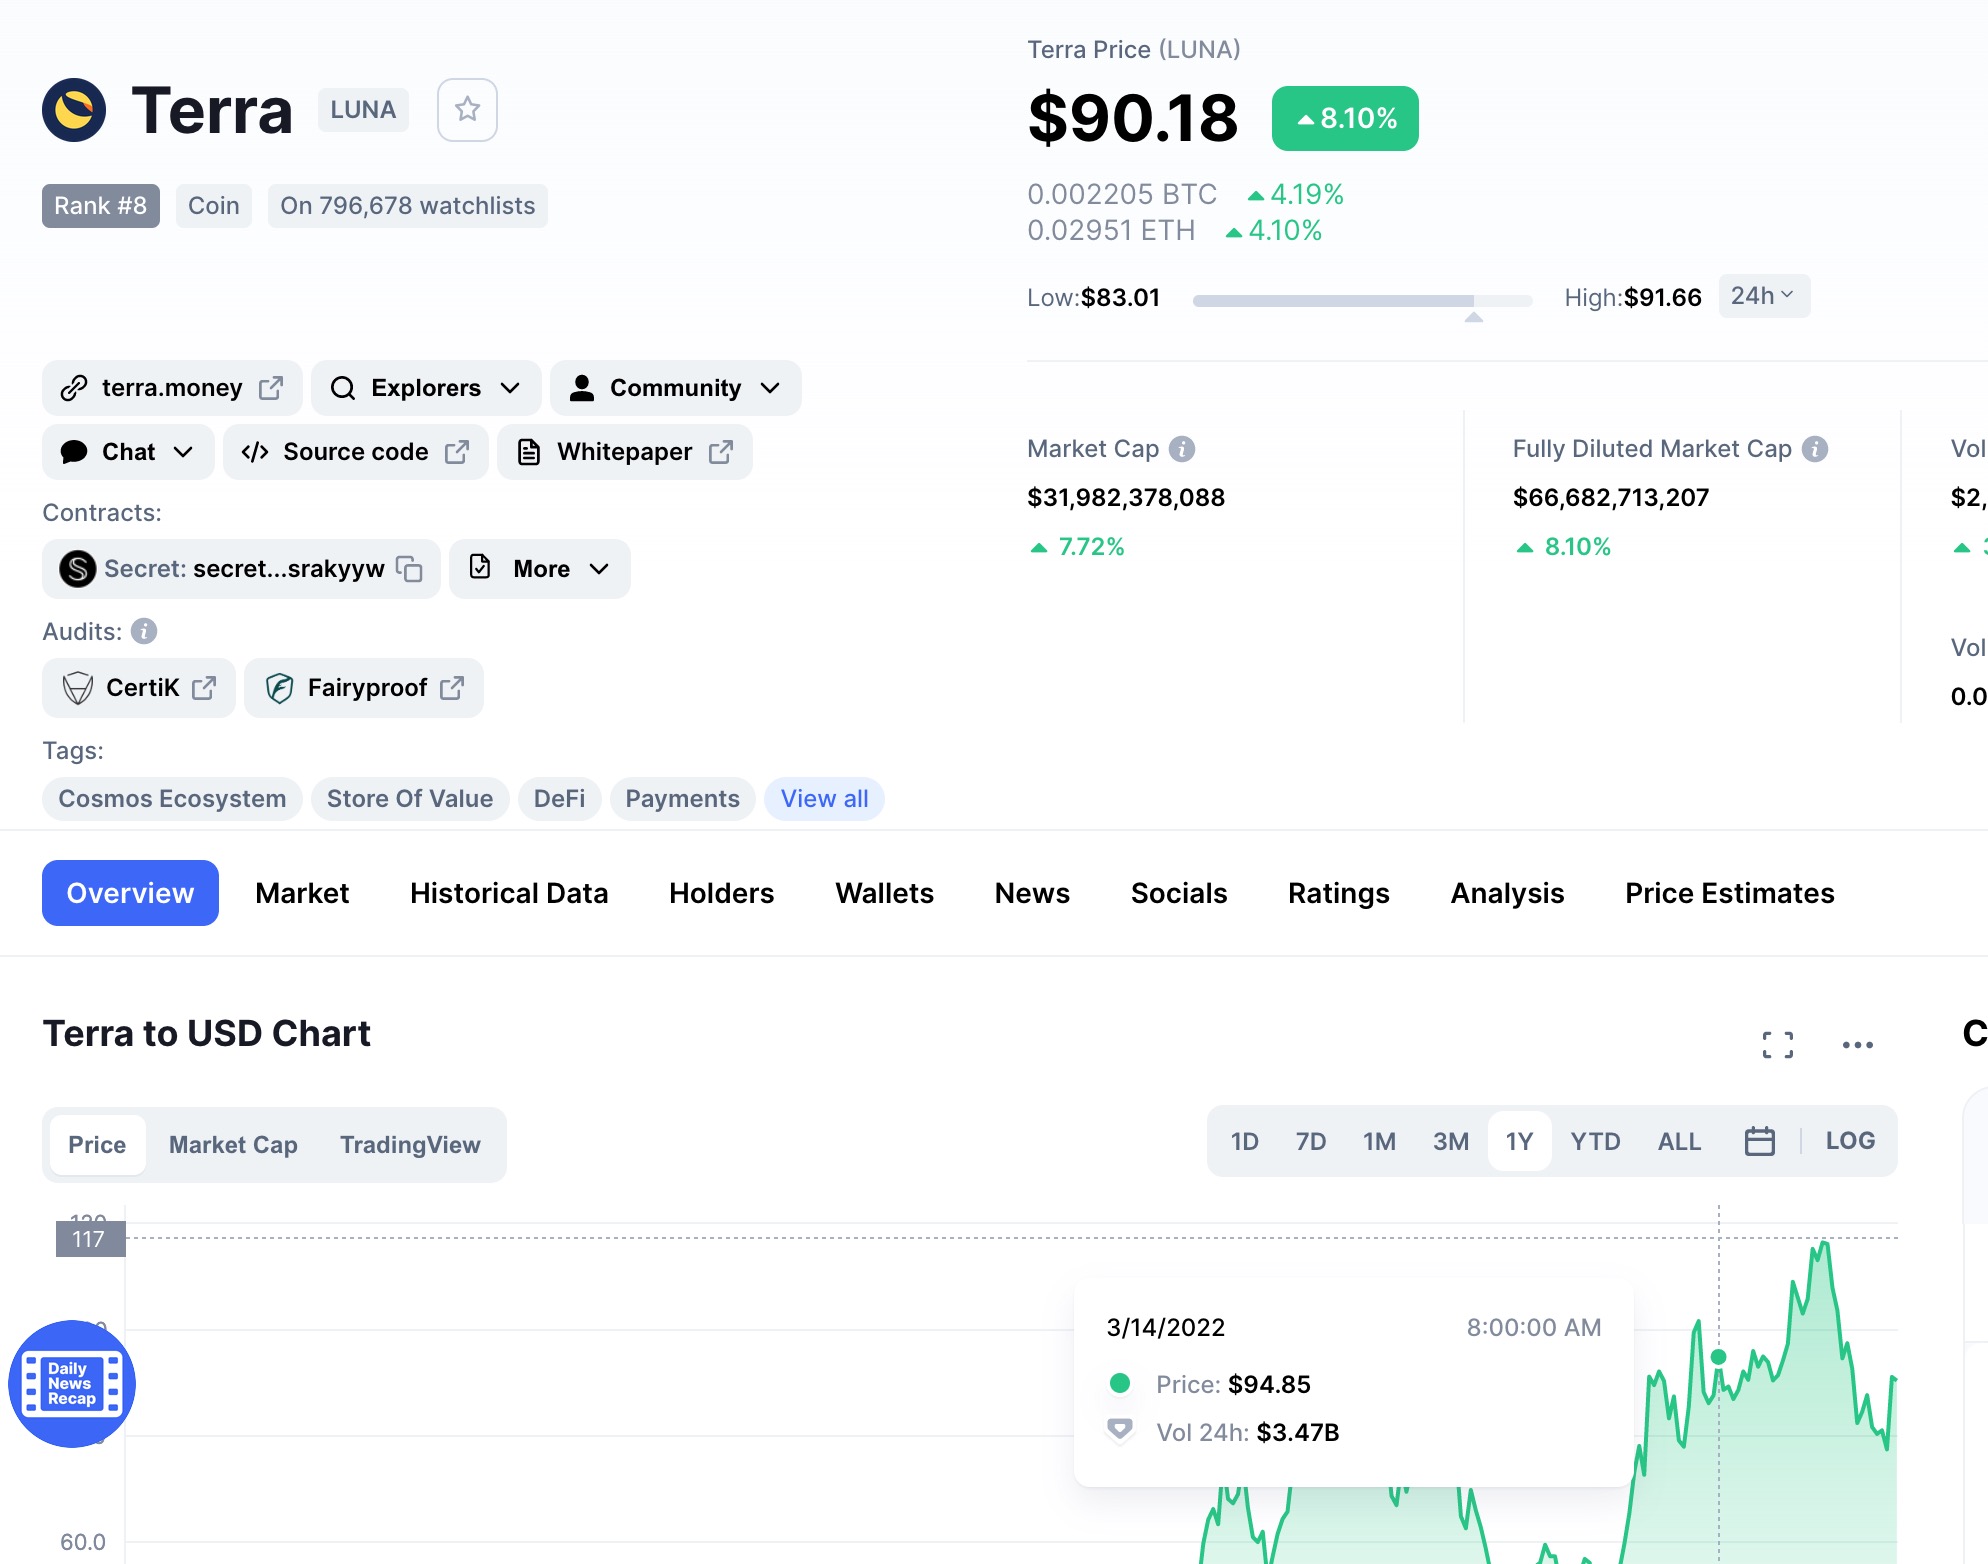 Terra LUNA
Rank #8 Coin On 796,678 watchlists
Terra Price (LUNA)
$90.18 8.10%
0.002205 BTC 4.19%
0.02951 ETH 4.10%
Low:$83.01 High:$91.66 24h
terra.money Explorers Community
Chat Source code Whitepaper
Contracts:
Secret: secret...srakyyw More
Audits:
CertiK Fairyproof
Tags:
Cosmos Ecosystem Store Of Value DeFi Payments View all
Market Cap
$31,982,378,088
7.72%
Fully Diluted Market Cap
$66,682,713,207
8.10%
Vol
$2,
Vol
0.0
Overview Market Historical Data Holders Wallets News Socials Ratings Analysis Price Estimates
Terra to USD Chart
Price Market Cap TradingView
1D 7D 1M 3M 1Y YTD ALL LOG
117
3/14/2022 8:00:00 AM
Price: $94.85
Vol 24h: $3.47B
Daily
News
Recap
60.0